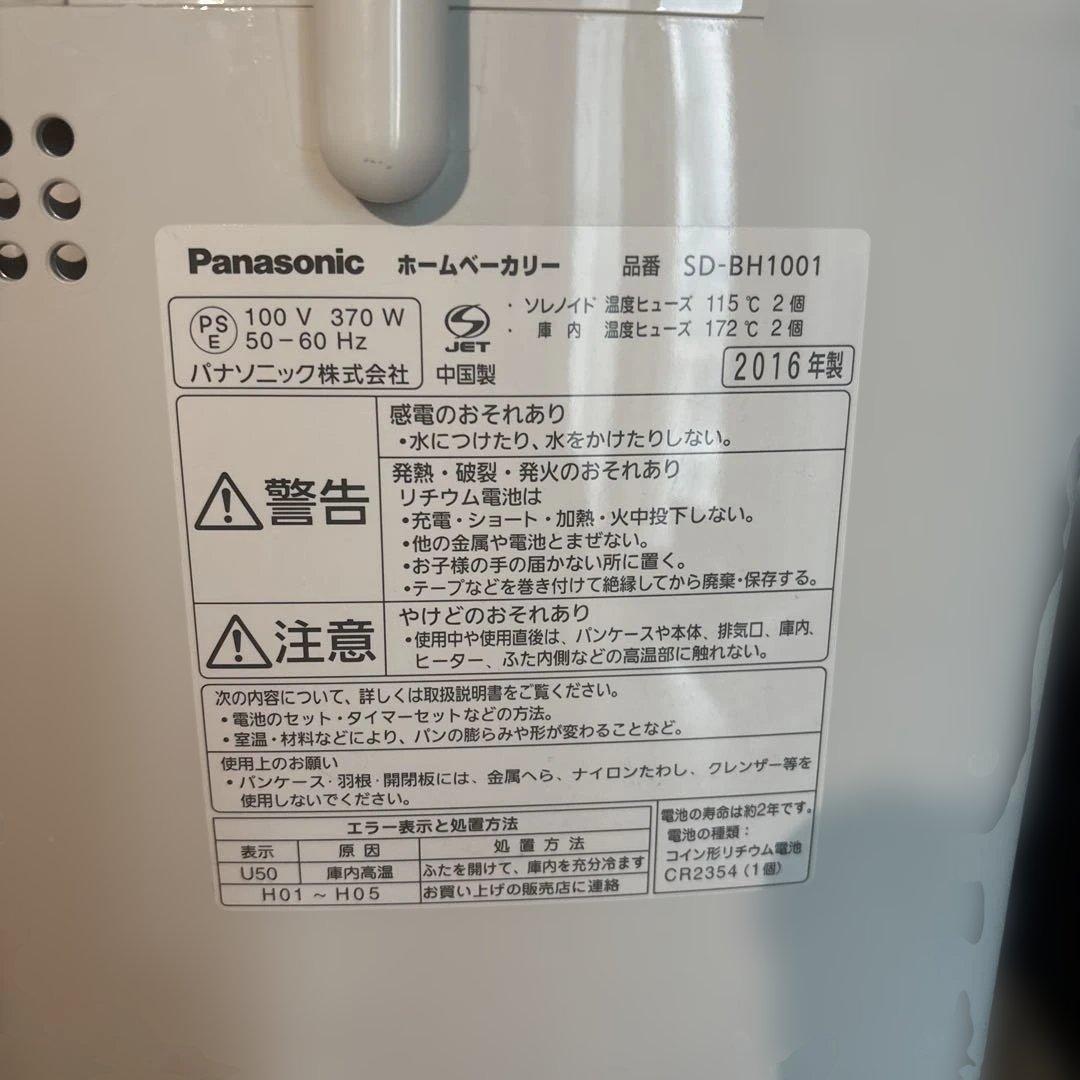 Panasonic ホームベーカリー 品番 SD-BH1001
PSE 100 V 370 W
50-60 Hz
パナソニック株式会社
JET
中国製
・ソレノイド 温度ヒューズ 115℃ 2個
・庫内 温度ヒューズ 172℃ 2個
2016年製
警告
感電のおそれあり
・水につけたり、水をかけたりしない。
発熱・破裂・発火のおそれあり
リチウム電池は
・充電・ショート・加熱・火中投下しない。
・他の金属や電池とまぜない。
・お子様の手の届かない所に置く。
・テープなどを巻き付けて絶縁してから廃棄・保存する。
注意
やけどのおそれあり
・使用中や使用直後は、パンケースや本体、排気口、庫内、
ヒーター、ふた内側などの高温部に触れない。
次の内容について、詳しくは取扱説明書をご覧ください。
・電池のセット・タイマーセットなどの方法。
・室温・材料などにより、パンの膨らみや形が変わることなど。
使用上のお願い
・パンケース・羽根・開閉板には、金属へら、ナイロンたわし、クレンザー等を
使用しないでください。
エラー表示と処置方法
表示 原因 処置方法
U50 庫内高温 ふたを開けて、庫内を充分冷ます
H01～H05 お買い上げの販売店に連絡
電池の寿命は約2年です。
電池の種類：
コイン形リチウム電池
CR2354（1個）